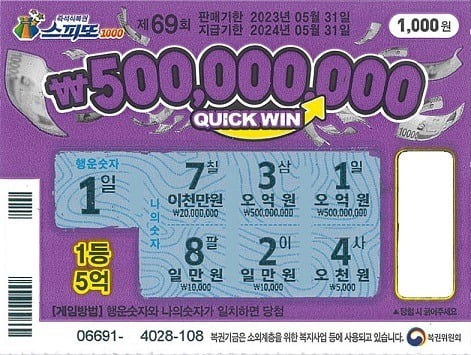 즉석식복권
스피또1000
제69회
판매기한 2023년 05월 31일
지급기한 2024년 05월 31일
1,000원
₩500,000,000
QUICK WIN
행운숫자
1 일
나의숫자
7 칠
이천만원
₩20,000,000
3 삼
오억원
₩500,000,000
1 일
오억원
₩500,000,000
8 팔
일만원
₩10,000
2 이
일만원
₩10,000
4 사
오천원
₩5,000
1등
5억
▲당첨시 긁어주세요.
[게임방법] 행운숫자와 나의숫자가 일치하면 당첨
06691- 4028-108
복권기금은 소외계층을 위한 복지사업 등에 사용되고 있습니다.
복권위원회